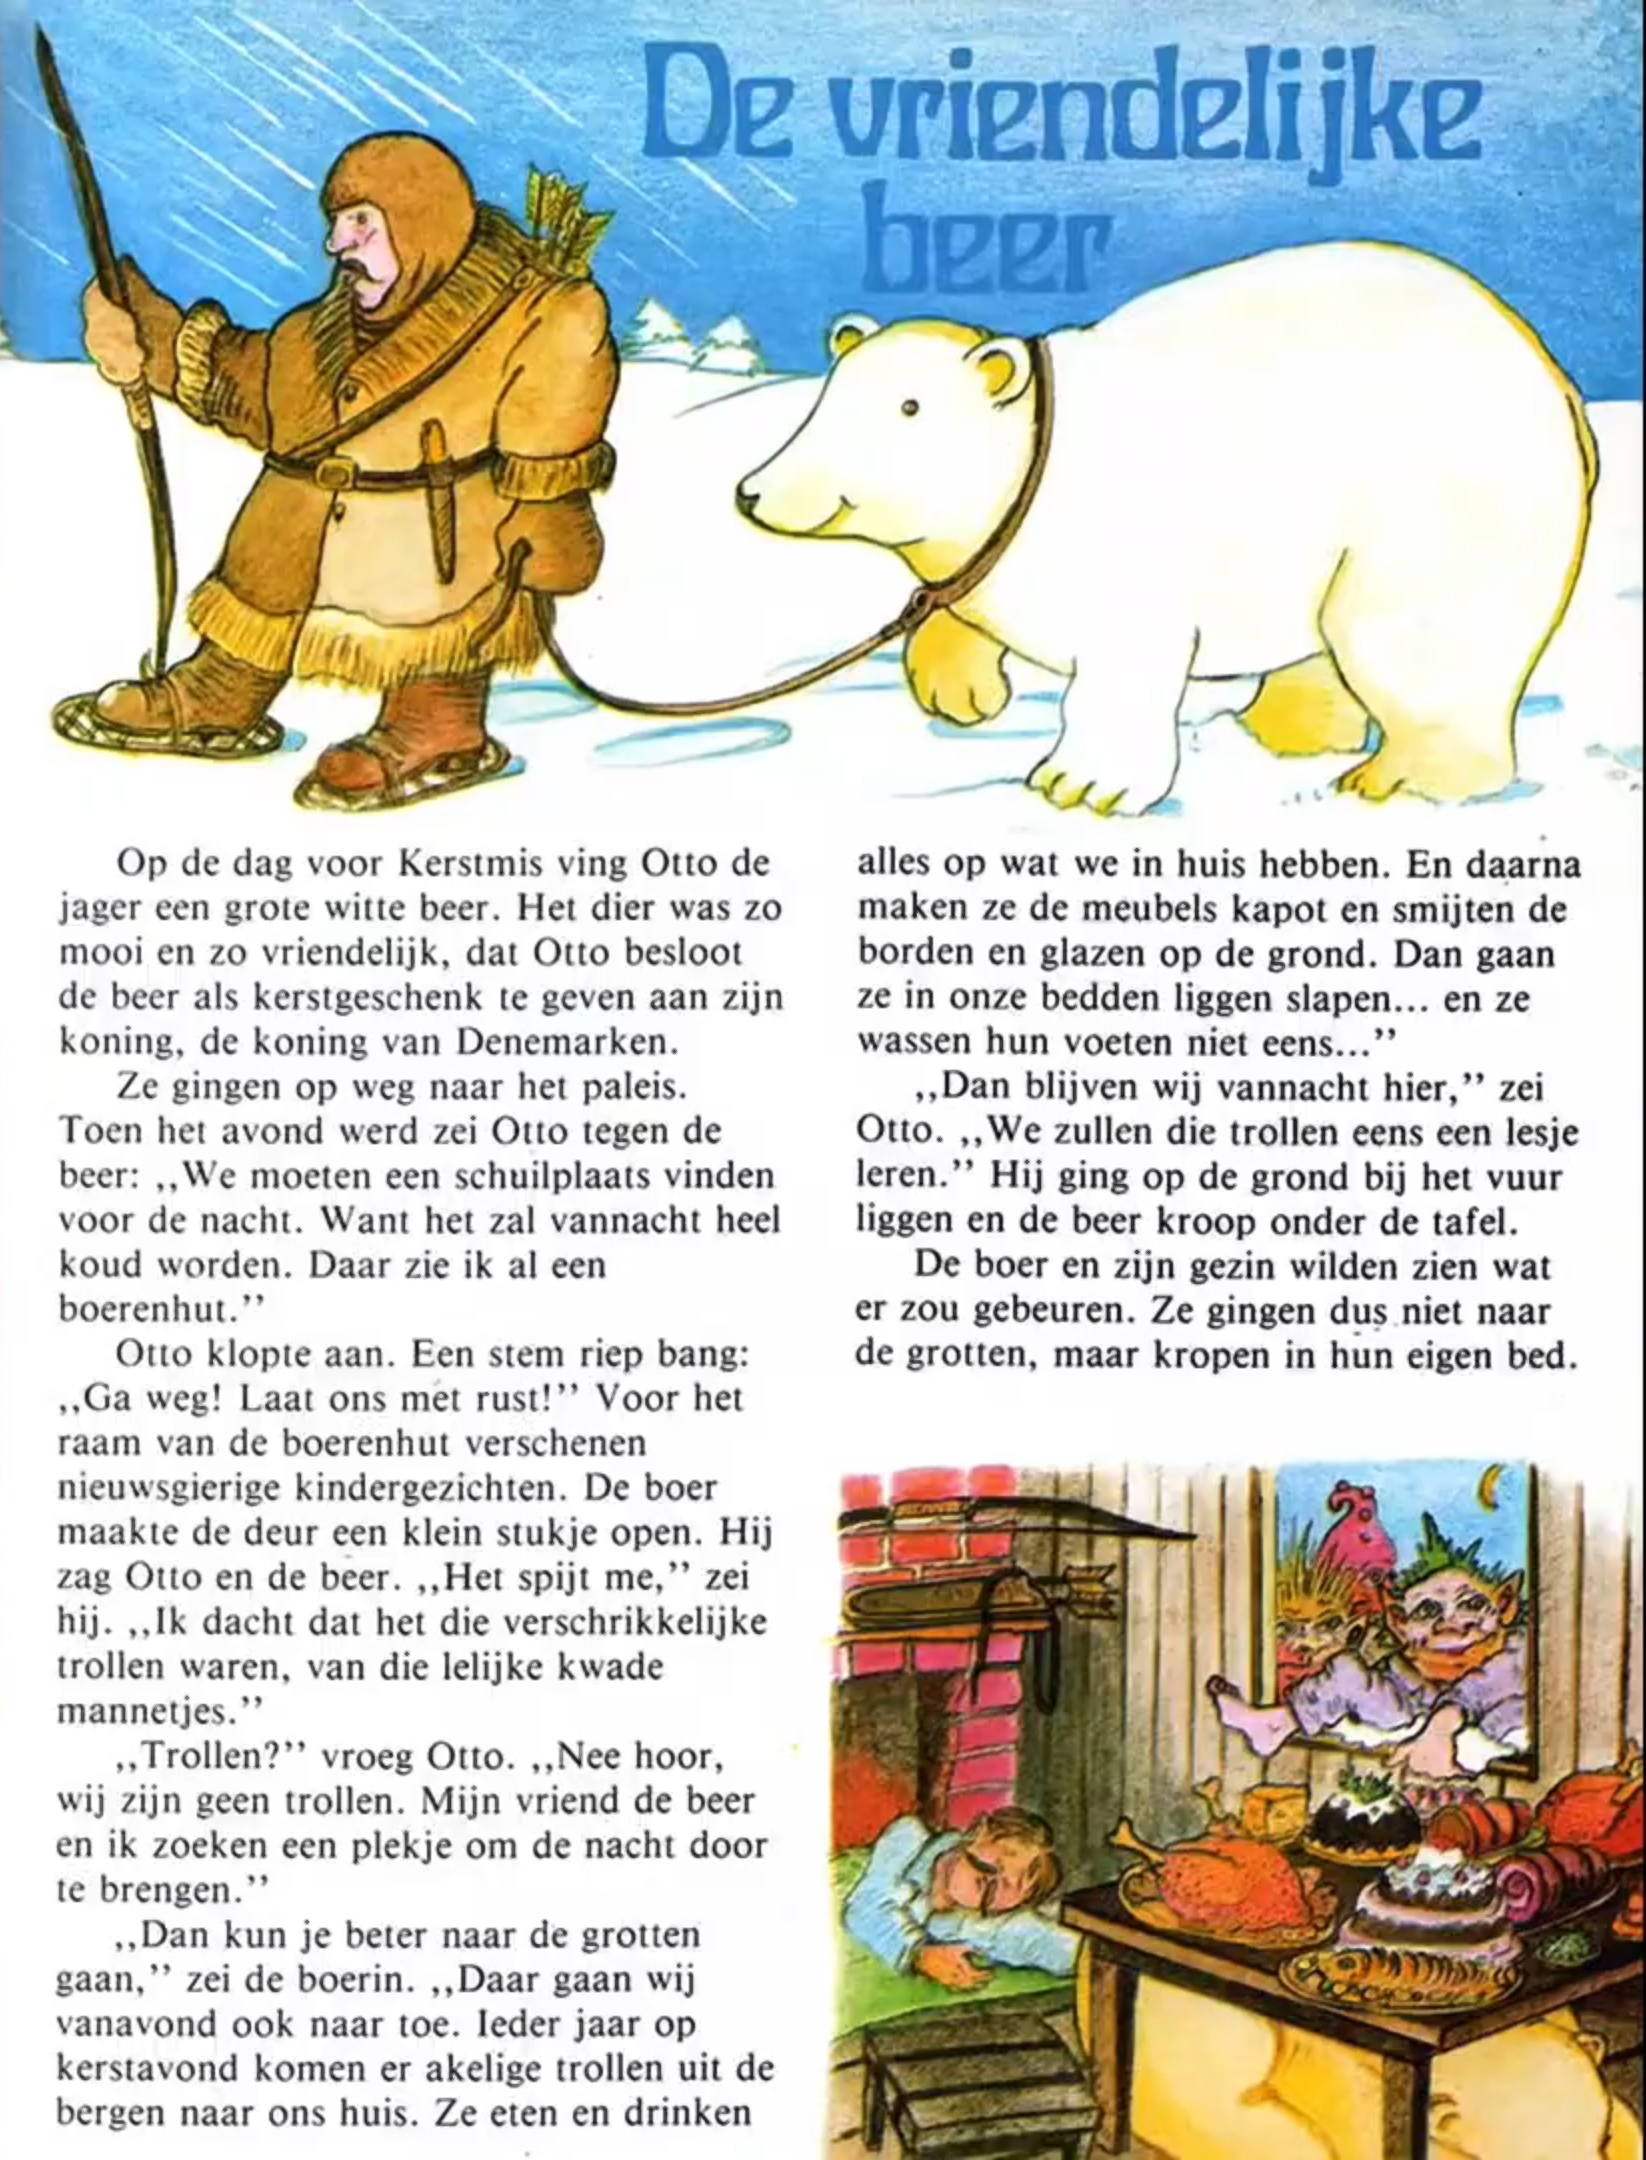 De vriendelijke
beer
Op de dag voor Kerstmis ving Otto de
jager een grote witte beer. Het dier was zo
mooi en zo vriendelijk, dat Otto besloot
de beer als kerstgeschenk te geven aan zijn
koning, de koning van Denemarken.
Ze gingen op weg naar het paleis.
Toen het avond werd zei Otto tegen de
beer: ,,We moeten een schuilplaats vinden
voor de nacht. Want het zal vannacht heel
koud worden. Daar zie ik al een
boerenhut.”
Otto klopte aan. Een stem riep bang:
,,Ga weg! Laat ons met rust!” Voor het
raam van de boerenhut verschenen
nieuwsgierige kindergezichten. De boer
maakte de deur een klein stukje open. Hij
zag Otto en de beer. ,,Het spijt me,” zei
hij. ,,Ik dacht dat het die verschrikkelijke
trollen waren, van die lelijke kwade
mannetjes.”
,,Trollen?” vroeg Otto. ,,Nee hoor,
wij zijn geen trollen. Mijn vriend de beer
en ik zoeken een plekje om de nacht door
te brengen.”
,,Dan kun je beter naar de grotten
gaan,” zei de boerin. ,,Daar gaan wij
vanavond ook naar toe. Ieder jaar op
kerstavond komen er akelige trollen uit de
bergen naar ons huis. Ze eten en drinken
alles op wat we in huis hebben. En daarna
maken ze de meubels kapot en smijten de
borden en glazen op de grond. Dan gaan
ze in onze bedden liggen slapen... en ze
wassen hun voeten niet eens...”
,,Dan blijven wij vannacht hier,” zei
Otto. ,,We zullen die trollen eens een lesje
leren.” Hij ging op de grond bij het vuur
liggen en de beer kroop onder de tafel.
De boer en zijn gezin wilden zien wat
er zou gebeuren. Ze gingen dus niet naar
de grotten, maar kropen in hun eigen bed.